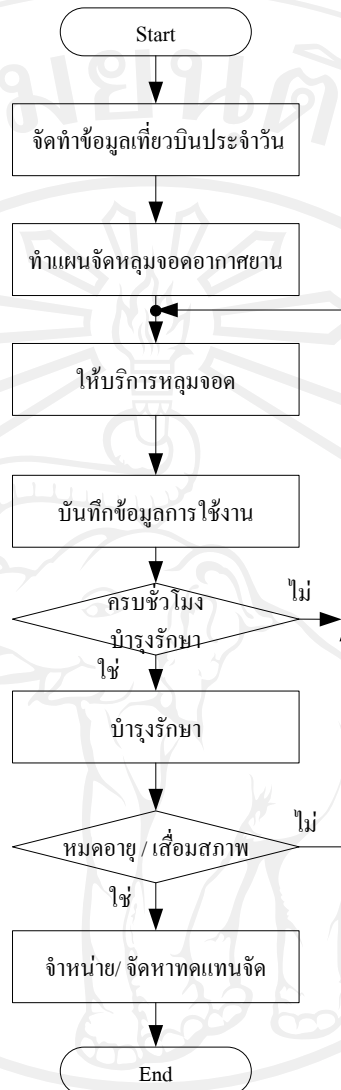 Start
จัดทำข้อมูลเที่ยวบินประจำวัน
ทำแผนจัดหลุมจอดอากาศยาน
ให้บริการหลุมจอด
บันทึกข้อมูลการใช้งาน
ครบชั่วโมง
บำรุงรักษา
ไม่
ใช่
บำรุงรักษา
หมดอายุ / เสื่อมสภาพ
ไม่
ใช่
จำหน่าย/ จัดหาทดแทนจัด
End